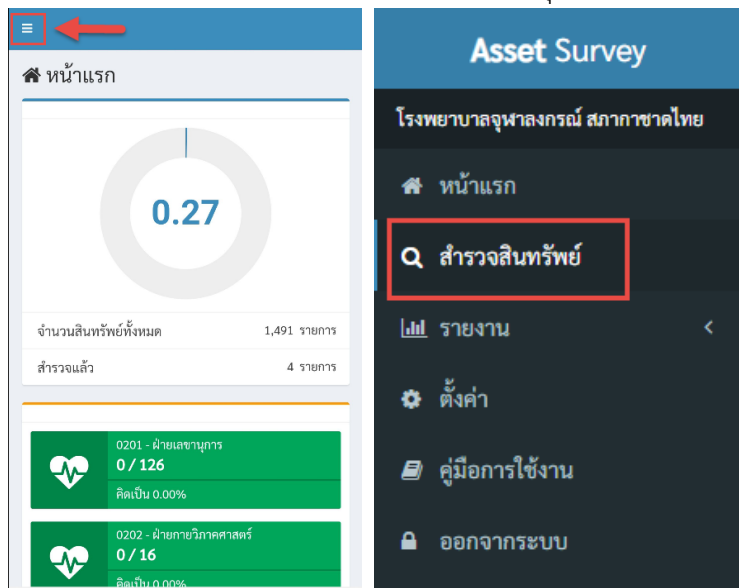 หน้าแรก
0.27
จำนวนสินทรัพย์ทั้งหมด 1,491 รายการ
สำรวจแล้ว 4 รายการ
0201 - ฝ่ายเลขานุการ
0 / 126
คิดเป็น 0.00%
0202 - ฝ่ายกายวิภาคศาสตร์
0 / 16
คิดเป็น 0.00%
Asset Survey
โรงพยาบาลจุฬาลงกรณ์ สภากาชาดไทย
หน้าแรก
สำรวจสินทรัพย์
รายงาน
ตั้งค่า
คู่มือการใช้งาน
ออกจากระบบ